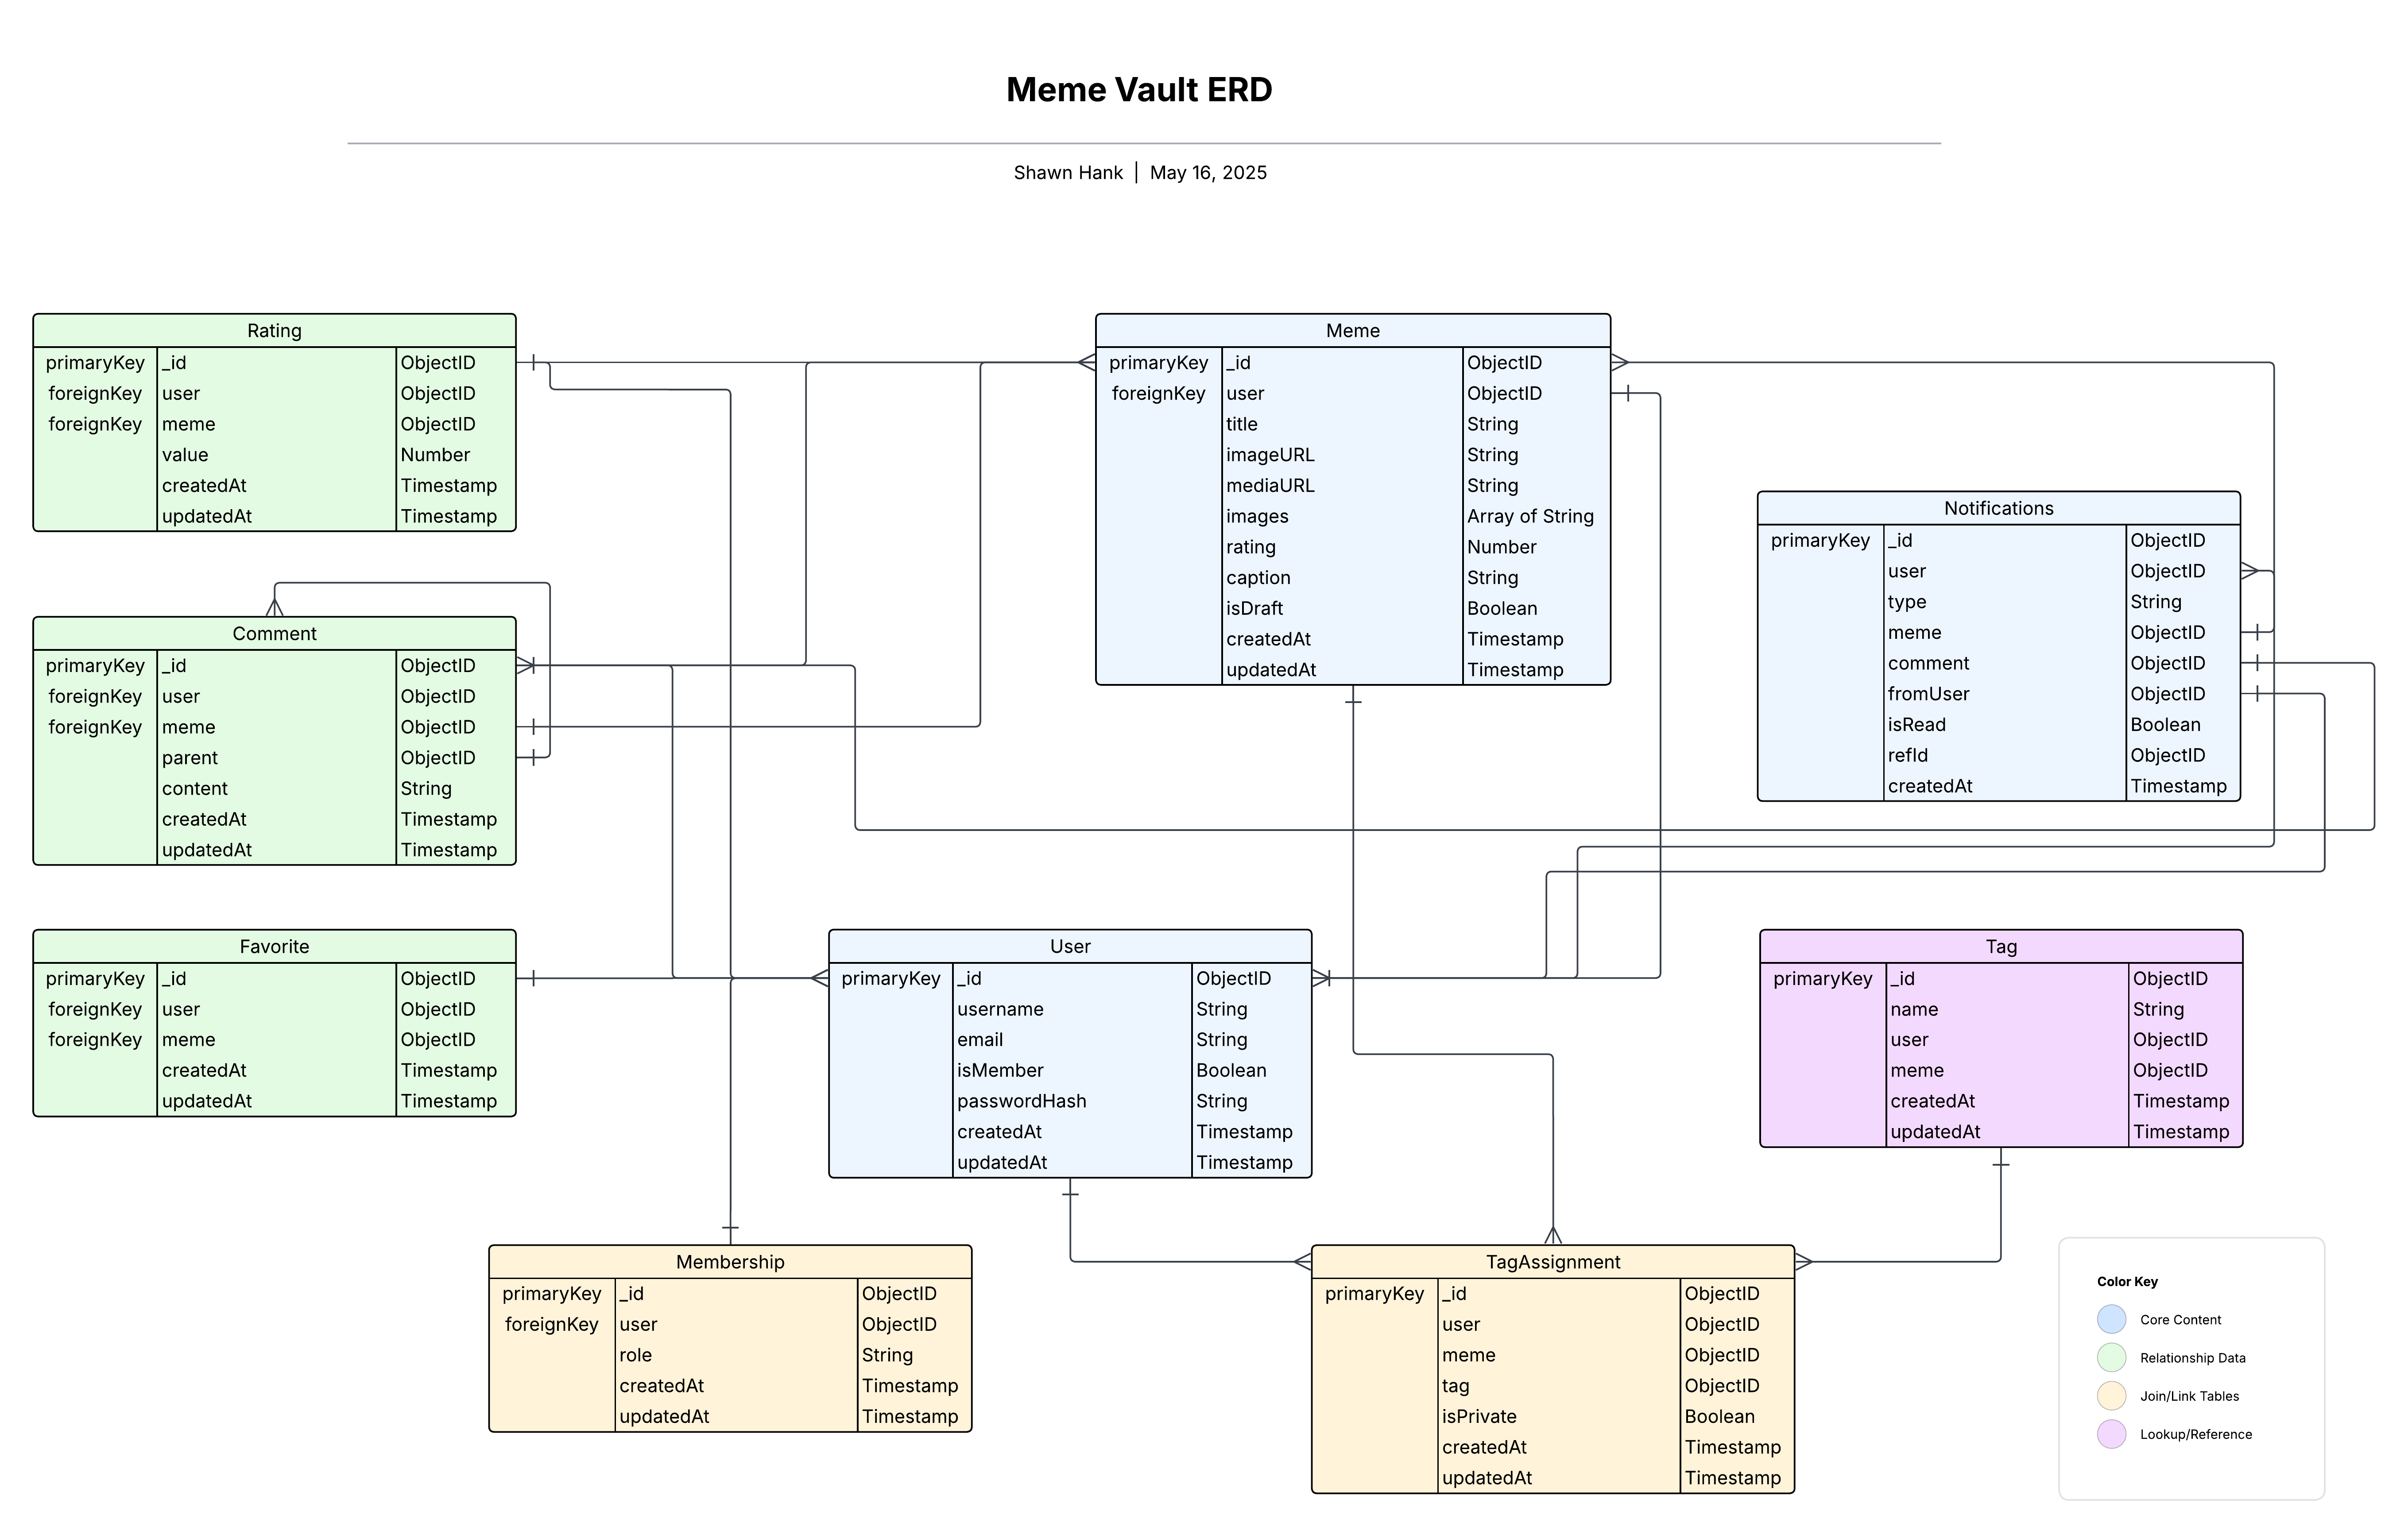 Meme Vault ERD
Shawn Hank | May 16, 2025
Rating
primaryKey _id ObjectID
foreignKey user ObjectID
foreignKey meme ObjectID
value Number
createdAt Timestamp
updatedAt Timestamp
Meme
primaryKey _id ObjectID
foreignKey user ObjectID
title String
imageURL String
mediaURL String
images Array of String
rating Number
caption String
isDraft Boolean
createdAt Timestamp
updatedAt Timestamp
Notifications
primaryKey _id ObjectID
user ObjectID
type String
meme ObjectID
comment ObjectID
fromUser ObjectID
isRead Boolean
refId ObjectID
createdAt Timestamp
Comment
primaryKey _id ObjectID
foreignKey user ObjectID
foreignKey meme ObjectID
parent ObjectID
content String
createdAt Timestamp
updatedAt Timestamp
Favorite
primaryKey _id ObjectID
foreignKey user ObjectID
foreignKey meme ObjectID
createdAt Timestamp
updatedAt Timestamp
User
primaryKey _id ObjectID
username String
email String
isMember Boolean
passwordHash String
createdAt Timestamp
updatedAt Timestamp
Tag
primaryKey _id ObjectID
name String
user ObjectID
meme ObjectID
createdAt Timestamp
updatedAt Timestamp
Membership
primaryKey _id ObjectID
foreignKey user ObjectID
role String
createdAt Timestamp
updatedAt Timestamp
TagAssignment
primaryKey _id ObjectID
user ObjectID
meme ObjectID
tag ObjectID
isPrivate Boolean
createdAt Timestamp
updatedAt Timestamp
Color Key
Core Content
Relationship Data
Join/Link Tables
Lookup/Reference